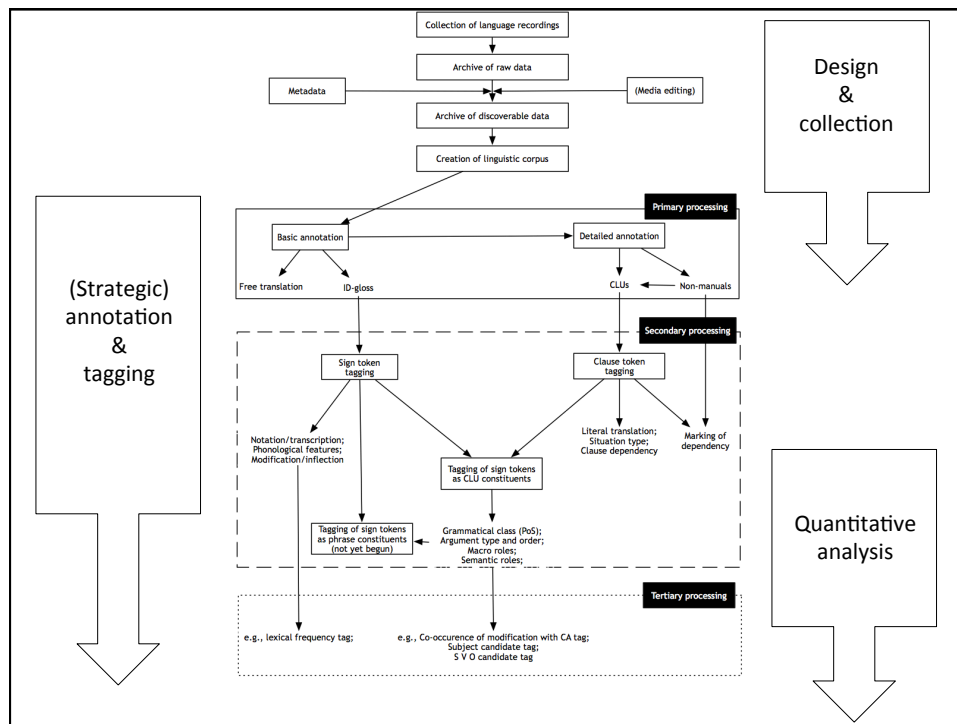 Collection of language recordings
Archive of raw data
Metadata
(Media editing)
Archive of discoverable data
Creation of linguistic corpus
Design
&
collection
(Strategic)
annotation
&
tagging
Primary processing
Basic annotation
Detailed annotation
Free translation
ID-gloss
CLUs
Non-manuals
Secondary processing
Sign token
tagging
Clause token
tagging
Notation/transcription;
Phonological features;
Modification/inflection
Literal translation;
Situation type;
Clause dependency
Marking of
dependency
Tagging of sign tokens
as CLU constituents
Tagging of sign tokens
as phrase constituents
(not yet begun)
Grammatical class (PoS);
Argument type and order;
Macro roles;
Semantic roles;
Quantitative
analysis
Tertiary processing
e.g., lexical frequency tag;
e.g., Co-occurence of modification with CA tag;
Subject candidate tag;
S V O candidate tag